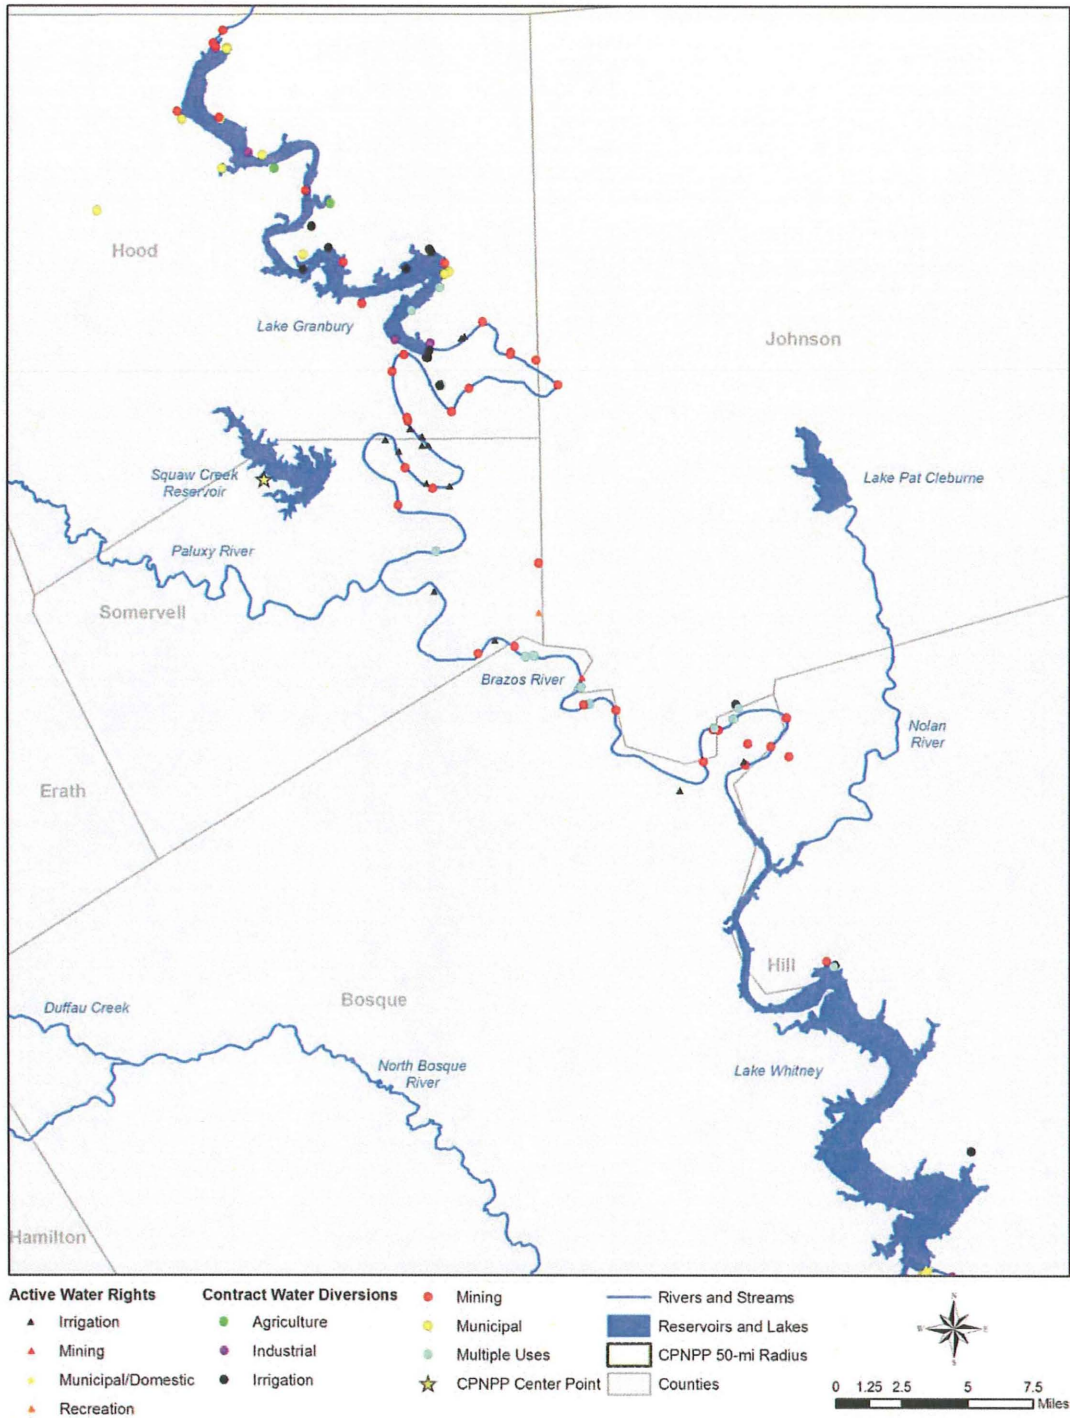 Hood
Johnson
Lake Granbury
Squaw Creek
Reservoir
Lake Pat Cleburne
Paluxy River
Somervell
Brazos River
Nolan
River
Erath
Hill
Bosque
Duffau Creek
North Bosque
River
Lake Whitney
Hamilton
Active Water Rights
Irrigation
Mining
Municipal/Domestic
Recreation
Contract Water Diversions
Agriculture
Industrial
Irrigation
Mining
Municipal
Multiple Uses
CPNPP Center Point
Rivers and Streams
Reservoirs and Lakes
CPNPP 50-mi Radius
Counties
N
W E
S
0 1.25 2.5 5 7.5
Miles